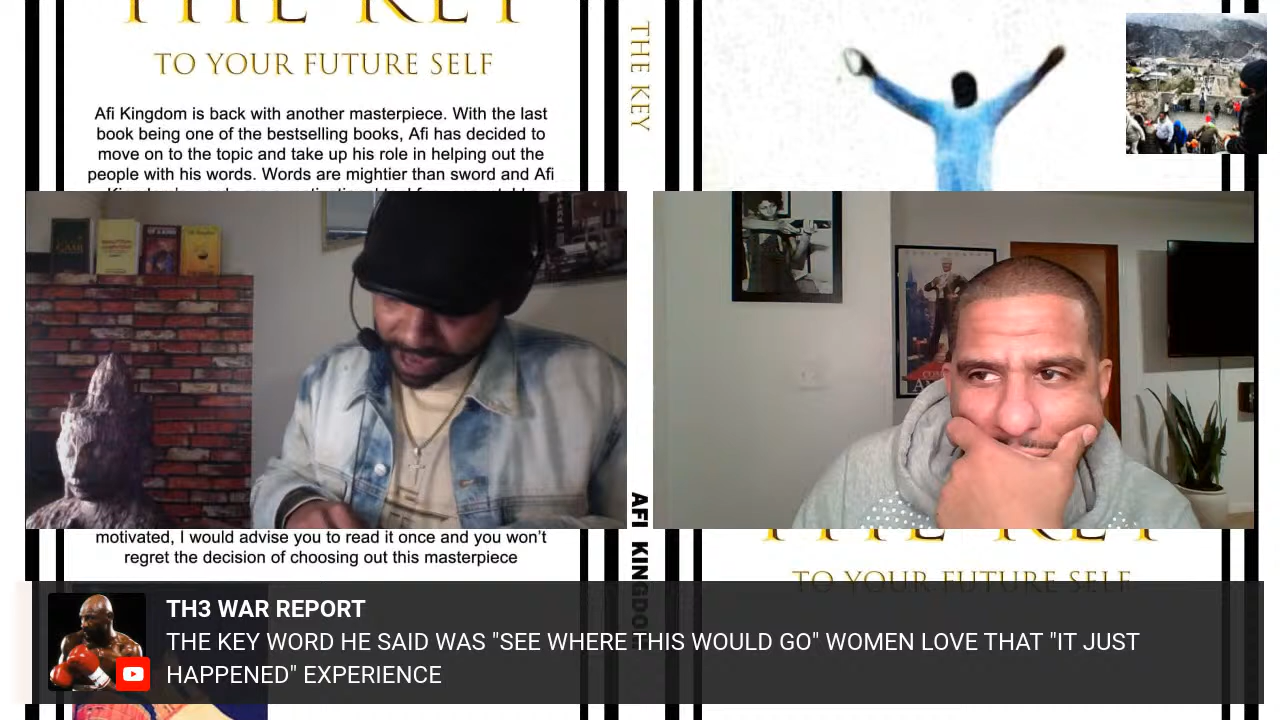 THE KEY
TO YOUR FUTURE SELF
Afi Kingdom is back with another masterpiece. With the last
book being one of the bestselling books, Afi has decided to
move on to the topic and take up his role in helping out the
people with his words. Words are mightier than sword and Afi
motivated, I would advise you to read it once and you won't
regret the decision of choosing out this masterpiece
THE KEY
AFI KINGDO
THE KEY
TO YOUR FUTURE SELF
TH3 WAR REPORT
THE KEY WORD HE SAID WAS "SEE WHERE THIS WOULD GO" WOMEN LOVE THAT "IT JUST
HAPPENED" EXPERIENCE